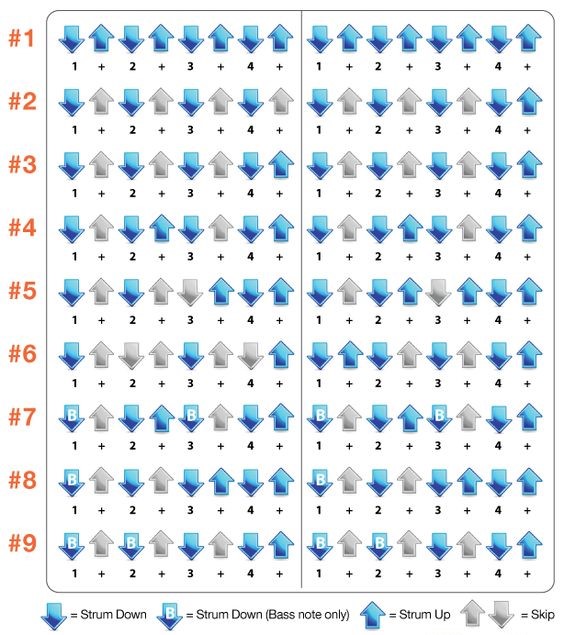 #1
1 + 2 + 3 + 4 + 1 + 2 + 3 + 4 +
#2
1 + 2 + 3 + 4 + 1 + 2 + 3 + 4 +
#3
1 + 2 + 3 + 4 + 1 + 2 + 3 + 4 +
#4
1 + 2 + 3 + 4 + 1 + 2 + 3 + 4 +
#5
1 + 2 + 3 + 4 + 1 + 2 + 3 + 4 +
#6
1 + 2 + 3 + 4 + 1 + 2 + 3 + 4 +
#7 B B B B
1 + 2 + 3 + 4 + 1 + 2 + 3 + 4 +
#8 B B
1 + 2 + 3 + 4 + 1 + 2 + 3 + 4 +
#9 B B B B
1 + 2 + 3 + 4 + 1 + 2 + 3 + 4 +
= Strum Down B = Strum Down (Bass note only) = Strum Up = Skip